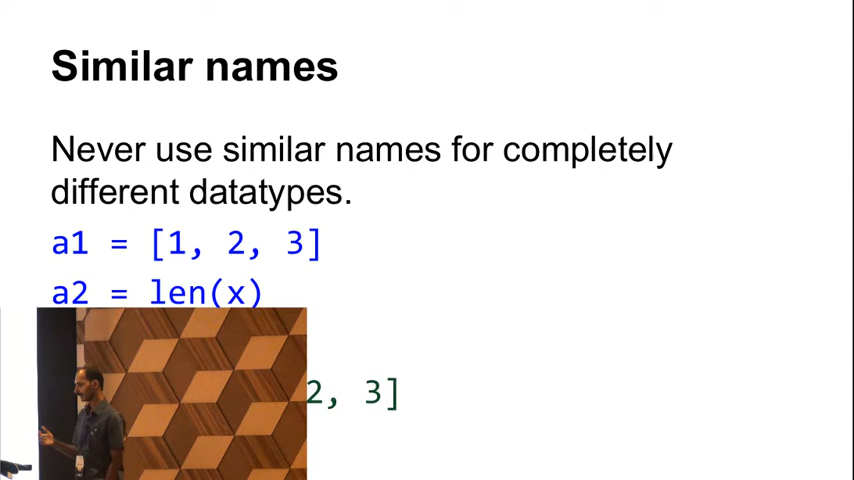 Similar names
Never use similar names for completely
different datatypes.
a1 = [1, 2, 3]
a2 = len(x)
2, 3]